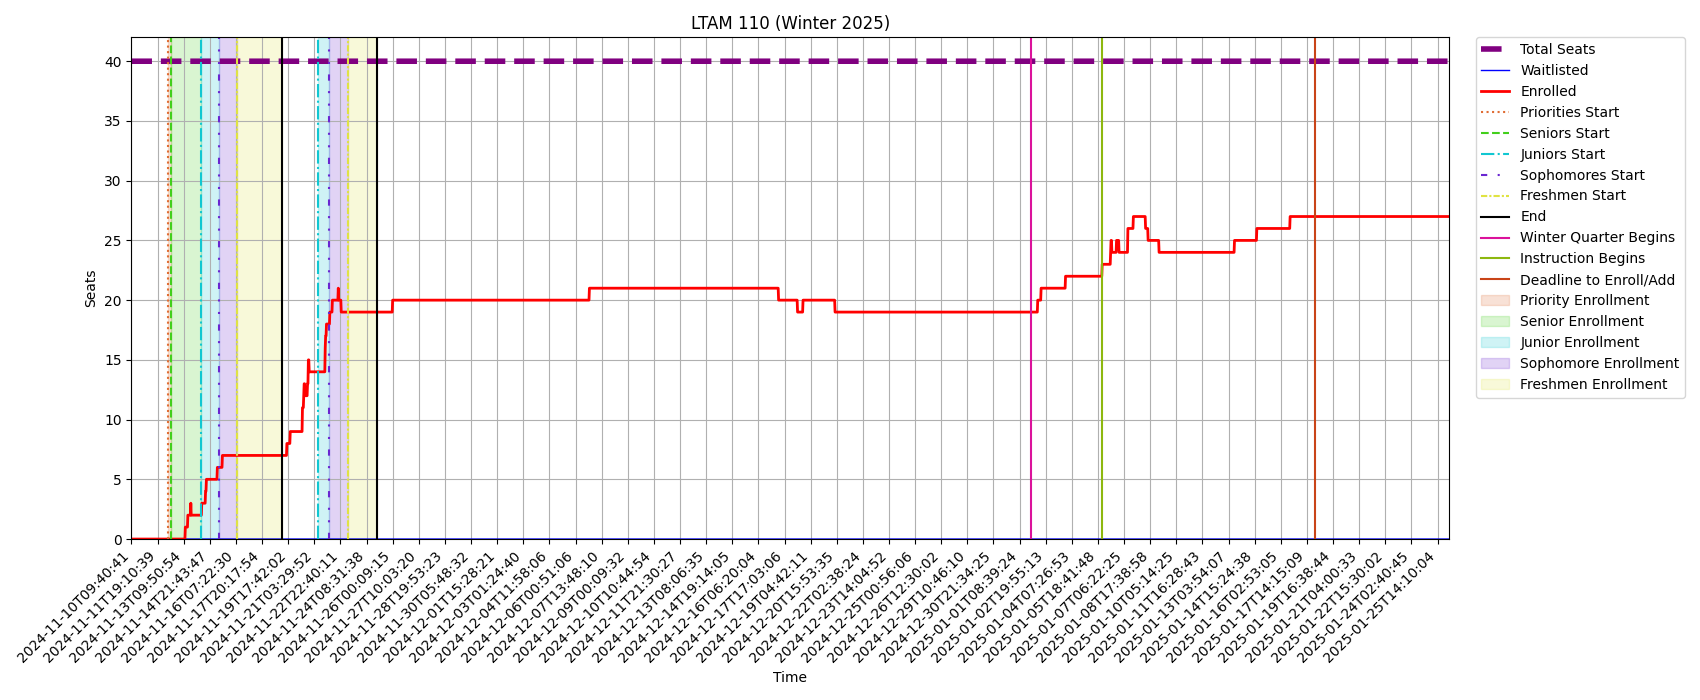 LTAM 110 (Winter 2025)
Seats
40
35
30
25
20
15
10
5
0
2024-11-10T09:40:41
2024-11-11T19:10:39
2024-11-13T09:50:54
2024-11-14T21:43:47
2024-11-16T07:22:30
2024-11-17T20:17:54
2024-11-19T17:42:02
2024-11-21T03:29:52
2024-11-22T22:40:11
2024-11-24T08:31:38
2024-11-26T00:09:15
2024-11-27T11:03:20
2024-11-28T19:53:23
2024-11-30T05:48:32
2024-12-01T15:28:21
2024-12-03T01:24:40
2024-12-04T11:58:06
2024-12-06T00:51:06
2024-12-07T13:48:10
2024-12-09T00:09:32
2024-12-10T10:44:54
2024-12-11T21:30:27
2024-12-13T08:06:35
2024-12-14T19:14:05
2024-12-16T06:20:04
2024-12-17T17:03:06
2024-12-19T04:42:11
2024-12-20T15:53:35
2024-12-22T02:38:24
2024-12-23T14:04:52
2024-12-25T00:56:06
2024-12-26T12:30:02
2024-12-29T10:46:10
2024-12-30T21:34:25
2025-01-01T08:39:24
2025-01-02T19:55:13
2025-01-04T07:26:53
2025-01-05T18:41:48
2025-01-07T06:22:25
2025-01-08T17:38:58
2025-01-10T05:14:25
2025-01-11T16:28:43
2025-01-13T03:54:07
2025-01-14T15:24:38
2025-01-16T02:53:05
2025-01-17T14:15:09
2025-01-19T16:38:44
2025-01-21T04:00:33
2025-01-22T15:30:02
2025-01-24T02:40:45
2025-01-25T14:10:04
Time
Total Seats
Waitlisted
Enrolled
Priorities Start
Seniors Start
Juniors Start
Sophomores Start
Freshmen Start
End
Winter Quarter Begins
Instruction Begins
Deadline to Enroll/Add
Priority Enrollment
Senior Enrollment
Junior Enrollment
Sophomore Enrollment
Freshmen Enrollment